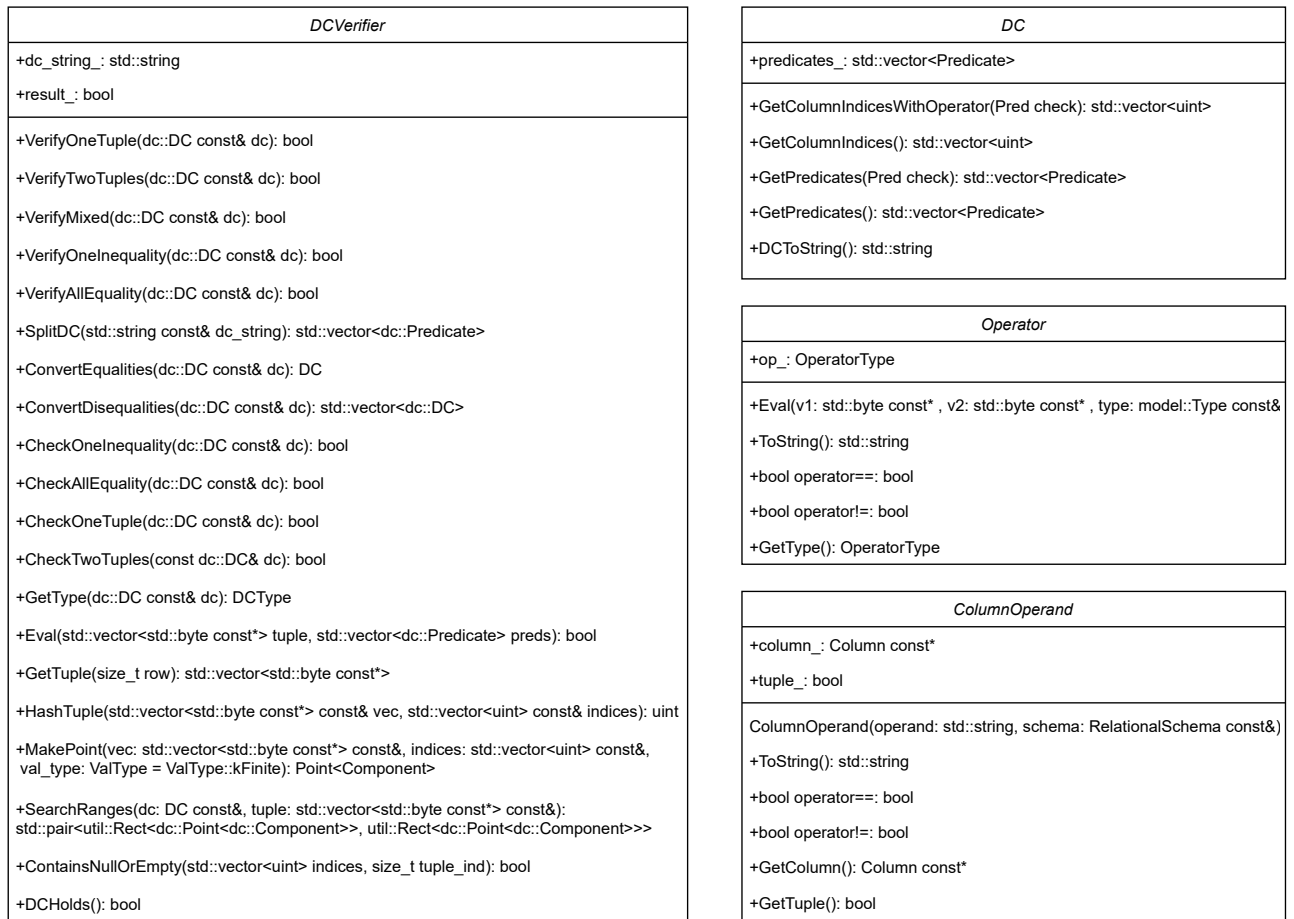 DCVerifier
+dc_string_: std::string
+result_: bool
+VerifyOneTuple(dc::DC const& dc): bool
+VerifyTwoTuples(dc::DC const& dc): bool
+VerifyMixed(dc::DC const& dc): bool
+VerifyOneInequality(dc::DC const& dc): bool
+VerifyAllEquality(dc::DC const& dc): bool
+SplitDC(std::string const& dc_string): std::vector<dc::Predicate>
+ConvertEqualities(dc::DC const& dc): DC
+ConvertDisequalities(dc::DC const& dc): std::vector<dc::DC>
+CheckOneInequality(dc::DC const& dc): bool
+CheckAllEquality(dc::DC const& dc): bool
+CheckOneTuple(dc::DC const& dc): bool
+CheckTwoTuples(const dc::DC& dc): bool
+GetType(dc::DC const& dc): DCType
+Eval(std::vector<std::byte const*> tuple, std::vector<dc::Predicate> preds): bool
+GetTuple(size_t row): std::vector<std::byte const*>
+HashTuple(std::vector<std::byte const*> const& vec, std::vector<uint> const& indices): uint
+MakePoint(vec: std::vector<std::byte const*> const&, indices: std::vector<uint> const&,
val_type: ValType = ValType::kFinite): Point<Component>
+SearchRanges(dc: DC const&, tuple: std::vector<std::byte const*> const&):
std::pair<util::Rect<dc::Point<dc::Component>>, util::Rect<dc::Point<dc::Component>>>
+ContainsNullOrEmpty(std::vector<uint> indices, size_t tuple_ind): bool
+DCHolds(): bool
DC
+predicates_: std::vector<Predicate>
+GetColumnIndicesWithOperator(Pred check): std::vector<uint>
+GetColumnIndices(): std::vector<uint>
+GetPredicates(Pred check): std::vector<Predicate>
+GetPredicates(): std::vector<Predicate>
+DCToString(): std::string
Operator
+op_: OperatorType
+Eval(v1: std::byte const* , v2: std::byte const* , type: model::Type const&
+ToString(): std::string
+bool operator==: bool
+bool operator!=: bool
+GetType(): OperatorType
ColumnOperand
+column_: Column const*
+tuple_: bool
ColumnOperand(operand: std::string, schema: RelationalSchema const&)
+ToString(): std::string
+bool operator==: bool
+bool operator!=: bool
+GetColumn(): Column const*
+GetTuple(): bool